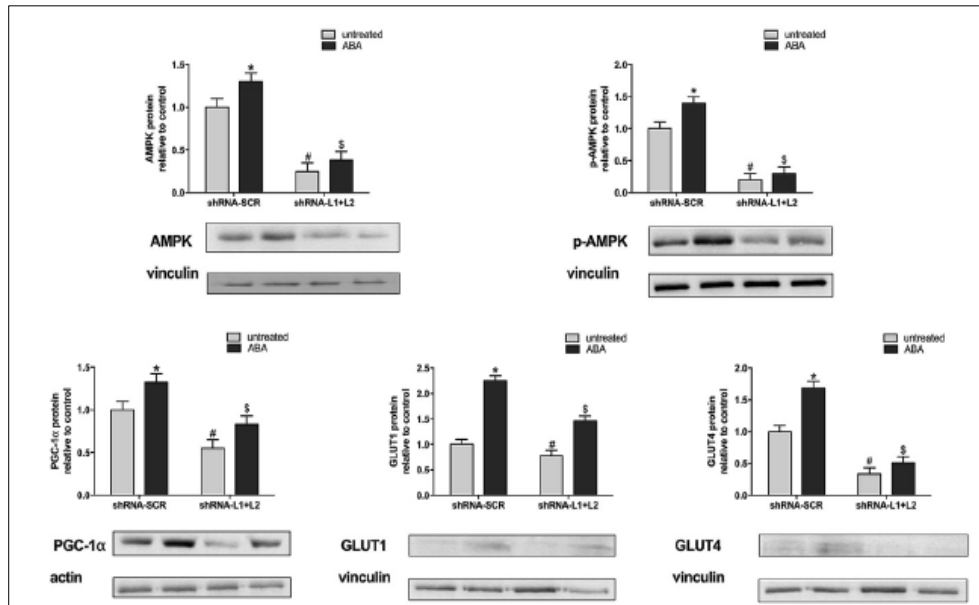 untreated
ABA
AMPK protein
relative to control
1.5
1.0
0.5
0.0
*
#
$
shRNA-SCR
shRNA-L1+L2
AMPK
vinculin
untreated
ABA
p-AMPK protein
relative to control
2.0
1.5
1.0
0.5
0.0
*
#
$
shRNA-SCR
shRNA-L1+L2
p-AMPK
vinculin
untreated
ABA
PGC-1α protein
relative to control
1.5
1.0
0.5
0.0
*
#
$
shRNA-SCR
shRNA-L1+L2
PGC-1α
actin
untreated
ABA
GLUT1 protein
relative to control
2.5
2.0
1.5
1.0
0.5
0.0
*
#
$
shRNA-SCR
shRNA-L1+L2
GLUT1
vinculin
untreated
ABA
GLUT4 protein
relative to control
2.0
1.5
1.0
0.5
0.0
*
#
$
shRNA-SCR
shRNA-L1+L2
GLUT4
vinculin